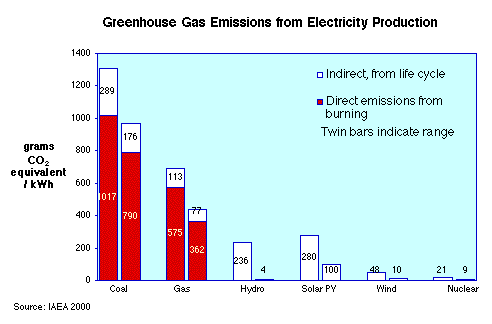 Greenhouse Gas Emissions from Electricity Production
1400
1200
1000
800
600
400
200
0
grams
CO2
equivalent
/ kWh
Indirect, from life cycle
Direct emissions from
burning
Twin bars indicate range
289
1017
176
790
113
575
77
362
236
4
280
100
48
10
21
9
Coal Gas Hydro Solar PV Wind Nuclear
Source: IAEA 2000